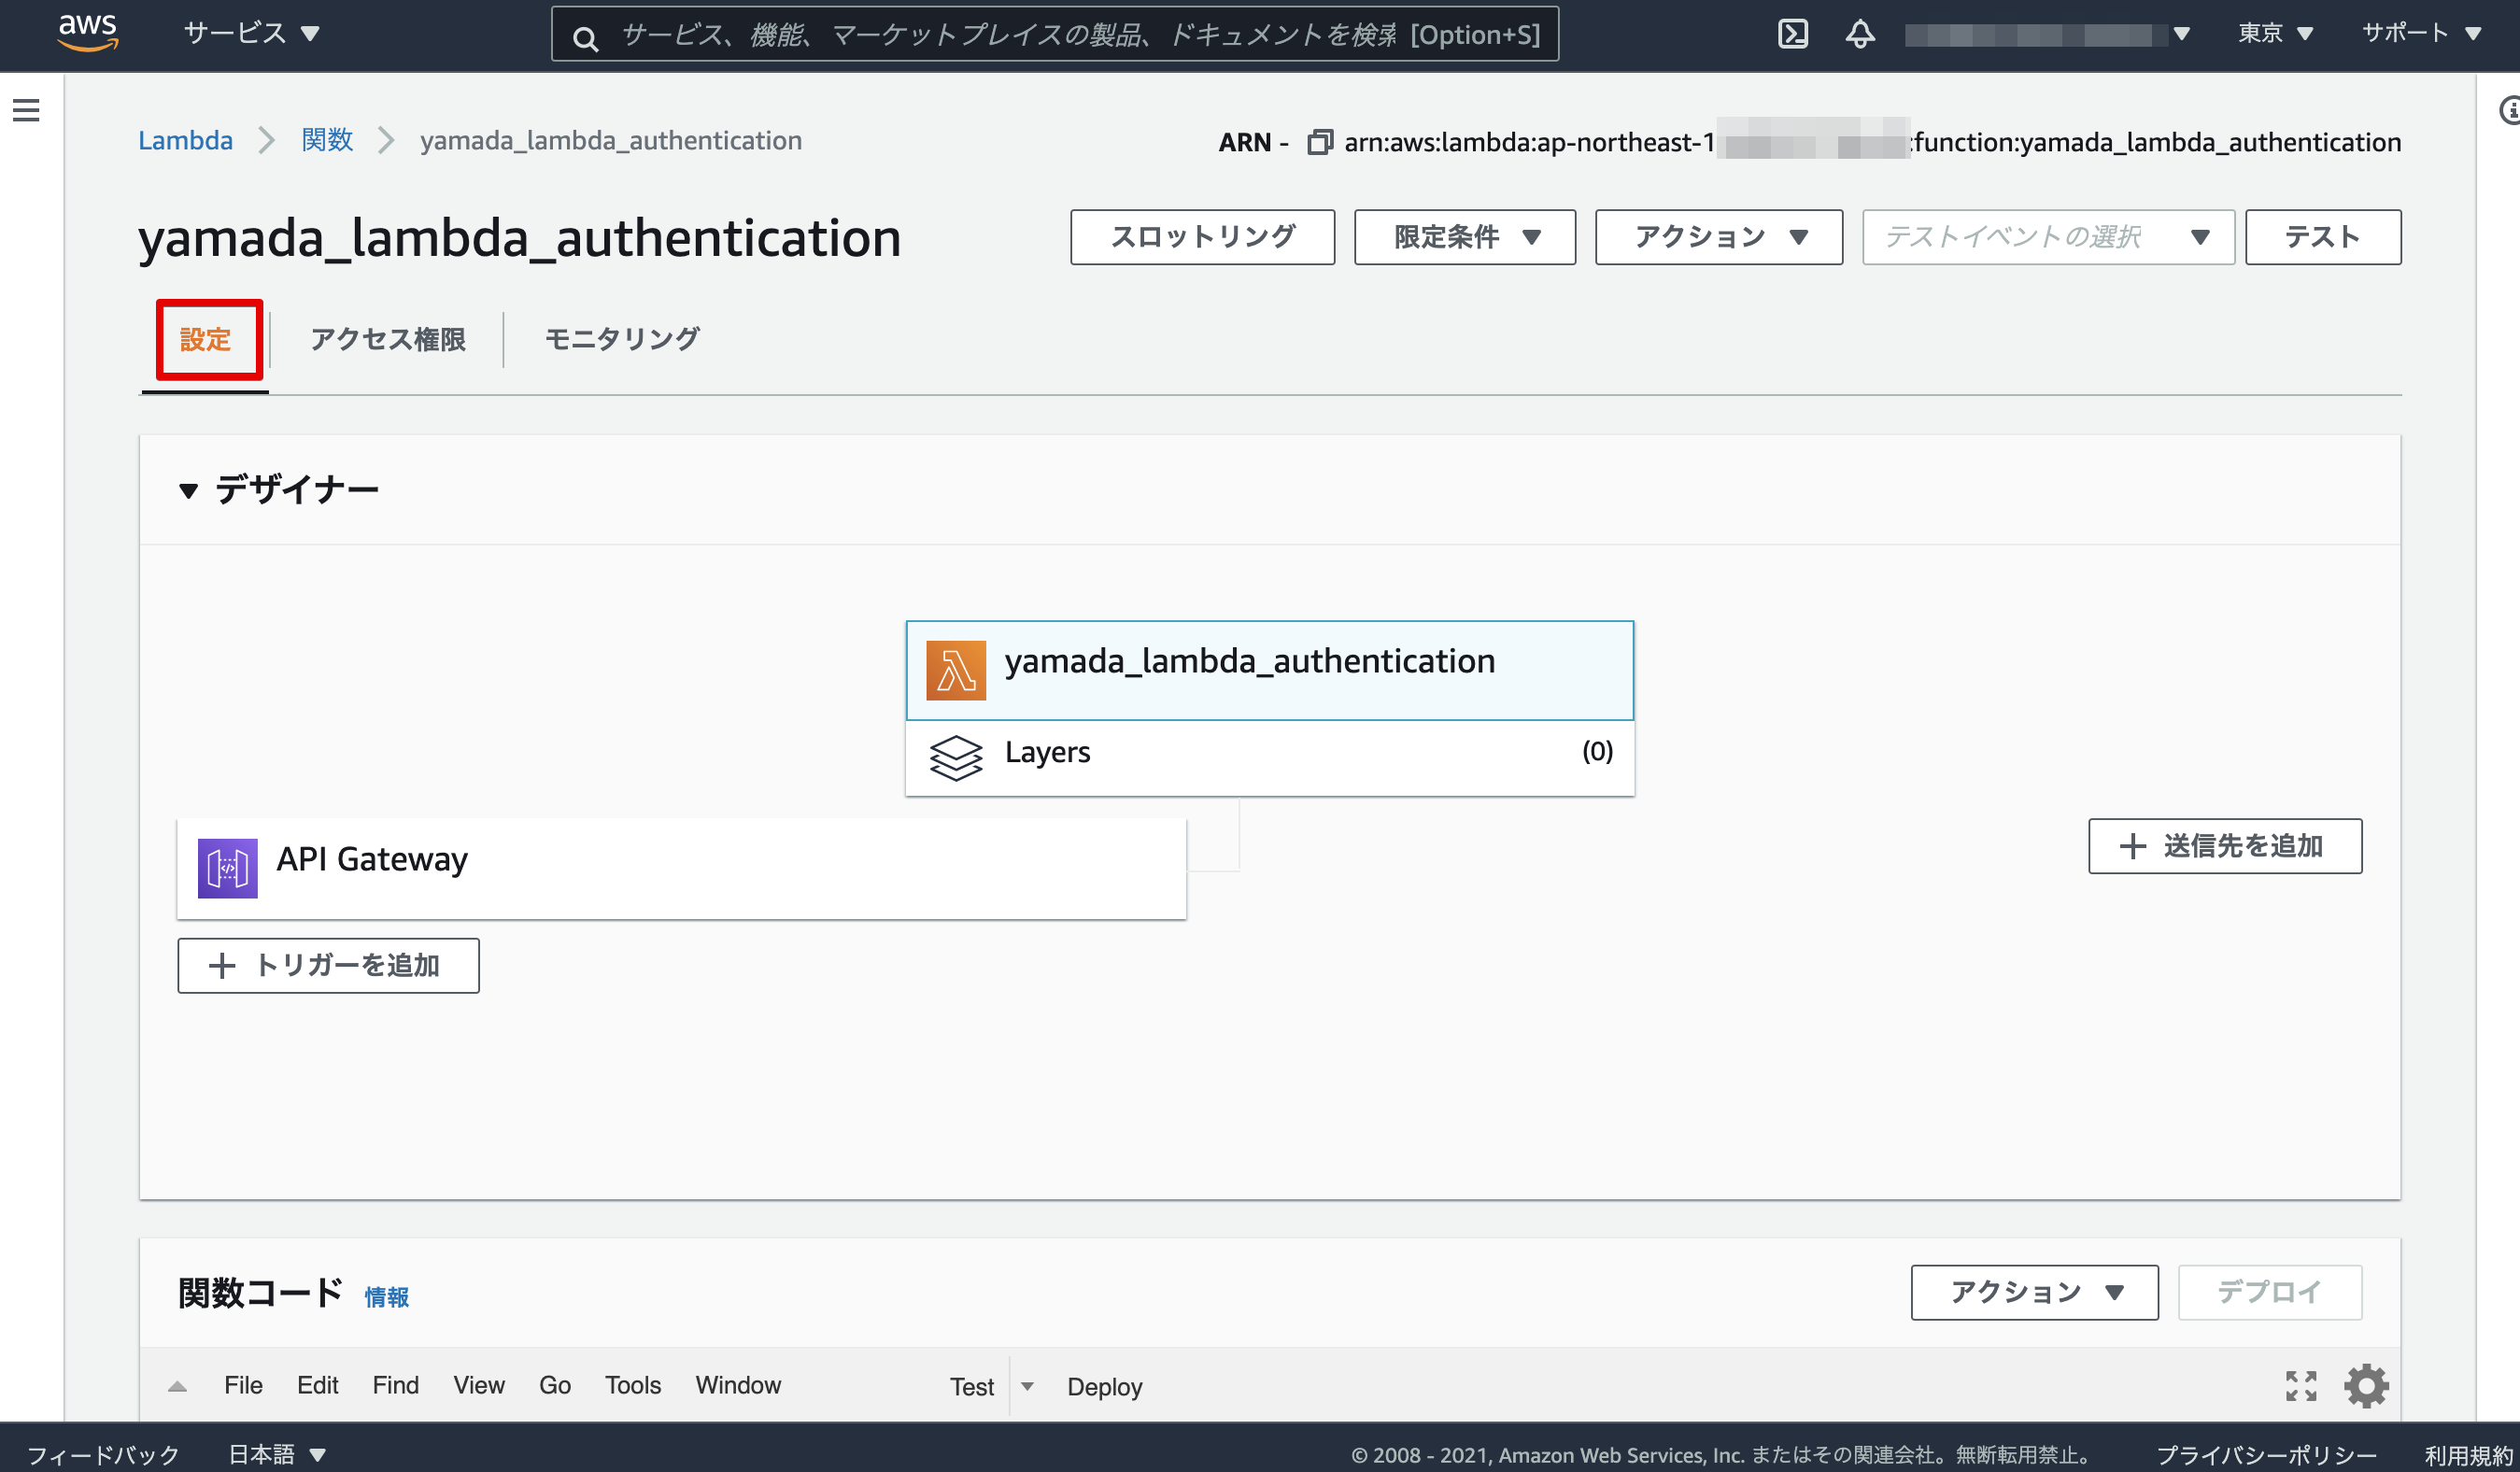 aws サービス ▼ サービス、機能、マーケットプレイスの製品、ドキュメントを検索 [Option+S] 東京 ▼ サポート ▼
Lambda > 関数 > yamada_lambda_authentication
ARN - arn:aws:lambda:ap-northeast-1 :function:yamada_lambda_authentication
yamada_lambda_authentication
スロットリング 限定条件 ▼ アクション ▼ テストイベントの選択 ▼ テスト
設定 アクセス権限 モニタリング
▼ デザイナー
yamada_lambda_authentication
Layers (0)
API Gateway
+ 送信先を追加
+ トリガーを追加
関数コード 情報 アクション ▼ デプロイ
File Edit Find View Go Tools Window Test Deploy
フィードバック 日本語 ▼ © 2008 - 2021, Amazon Web Services, Inc. またはその関連会社。無断転用禁止。 プライバシーポリシー 利用規約